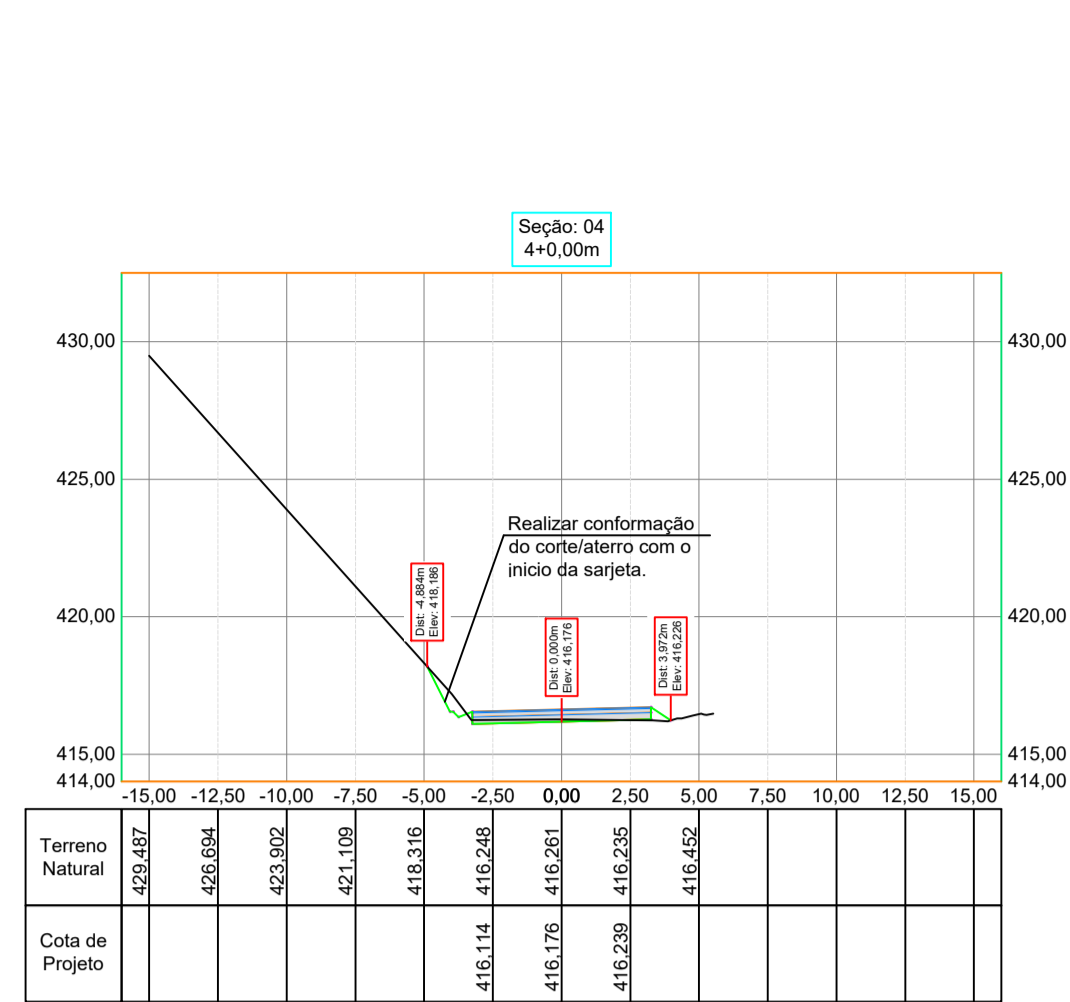 Seção: 04
4+0,00m
430,00
430,00
425,00
425,00
Realizar conformação
do corte/aterro com o
inicio da sarjeta.
Dist: -4,884m
Elev: 418,186
420,00
420,00
Dist: 0,000m
Elev: 416,176
Dist: 3,972m
Elev: 416,226
415,00
415,00
414,00
414,00
-15,00 -12,50 -10,00 -7,50 -5,00 -2,50 0,00 2,50 5,00 7,50 10,00 12,50 15,00
Terreno
Natural
429,487 426,694 423,902 421,109 418,316 416,248 416,261 416,235 416,452
Cota de
Projeto
416,114 416,176 416,239